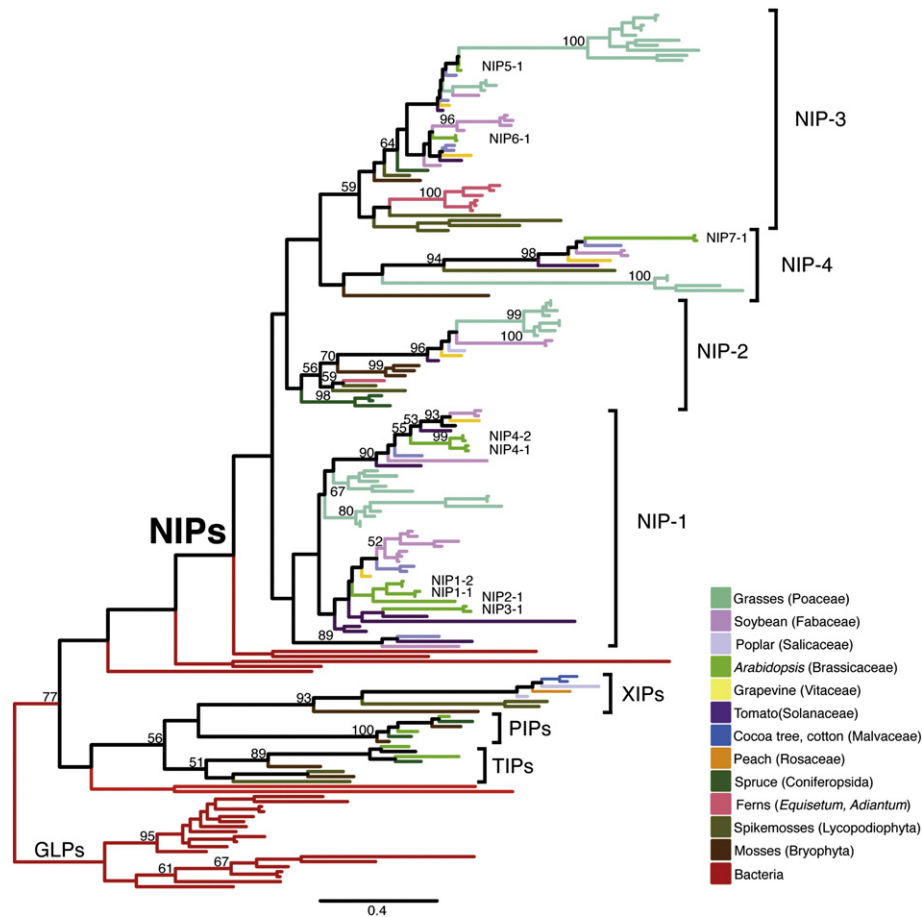 100
NIP5-1
96
NIP6-1
64
NIP-3
59
100
NIP7-1
98
94
NIP-4
100
99
100
NIP-2
96
70
99
56
59
98
93
53
55
99
NIP4-2
NIP4-1
90
67
80
NIP-1
NIPs
52
NIP1-2
NIP1-1
NIP2-1
NIP3-1
89
77
93
XIPs
100
PIPs
56
89
51
TIPs
95
GLPs
67
61
0.4
Grasses (Poaceae)
Soybean (Fabaceae)
Poplar (Salicaceae)
Arabidopsis (Brassicaceae)
Grapevine (Vitaceae)
Tomato(Solanaceae)
Cocoa tree, cotton (Malvaceae)
Peach (Rosaceae)
Spruce (Coniferopsida)
Ferns (Equisetum, Adiantum)
Spikemosses (Lycopodiophyta)
Mosses (Bryophyta)
Bacteria